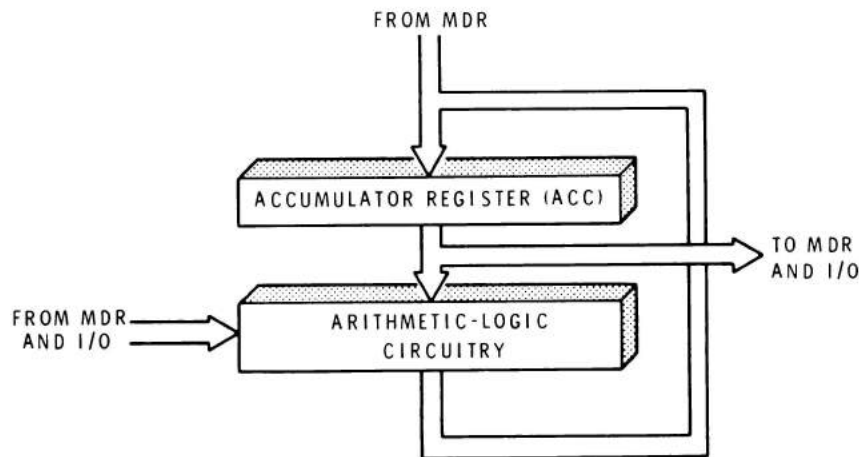 FROM MDR
ACCUMULATOR REGISTER (ACC)
TO MDR
AND I/O
FROM MDR
AND I/O
ARITHMETIC-LOGIC
CIRCUITRY